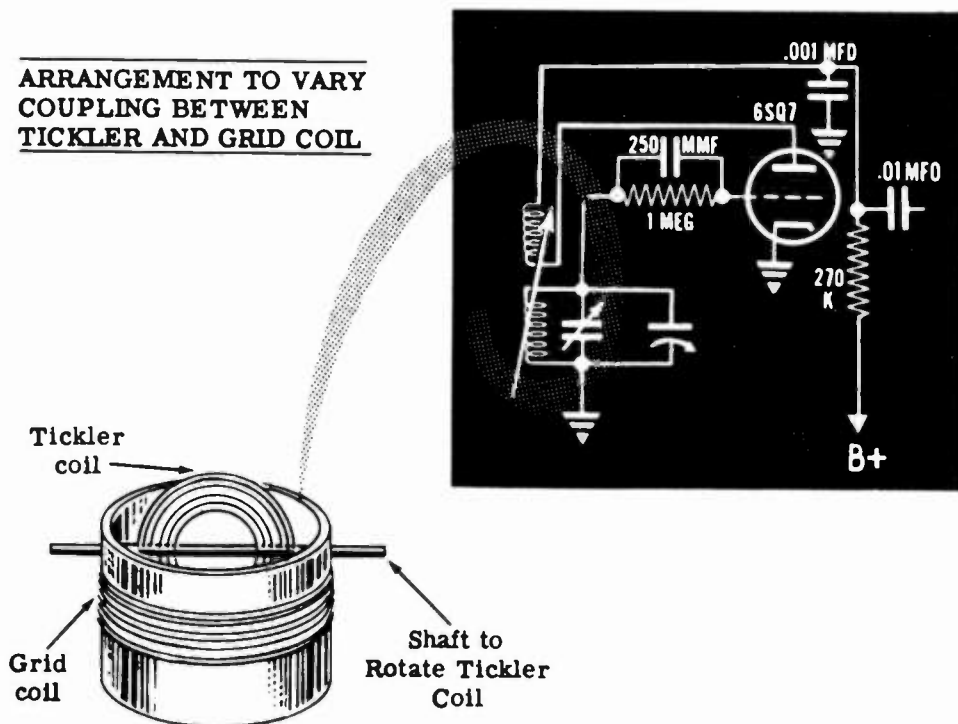 ARRANGEMENT TO VARY
COUPLING BETWEEN
TICKLER AND GRID COIL
.001 MFD
6SQ7
250 MMF
1 MEG
.01 MFD
270
K
B+
Tickler
coil
Grid
coil
Shaft to
Rotate Tickler
Coil